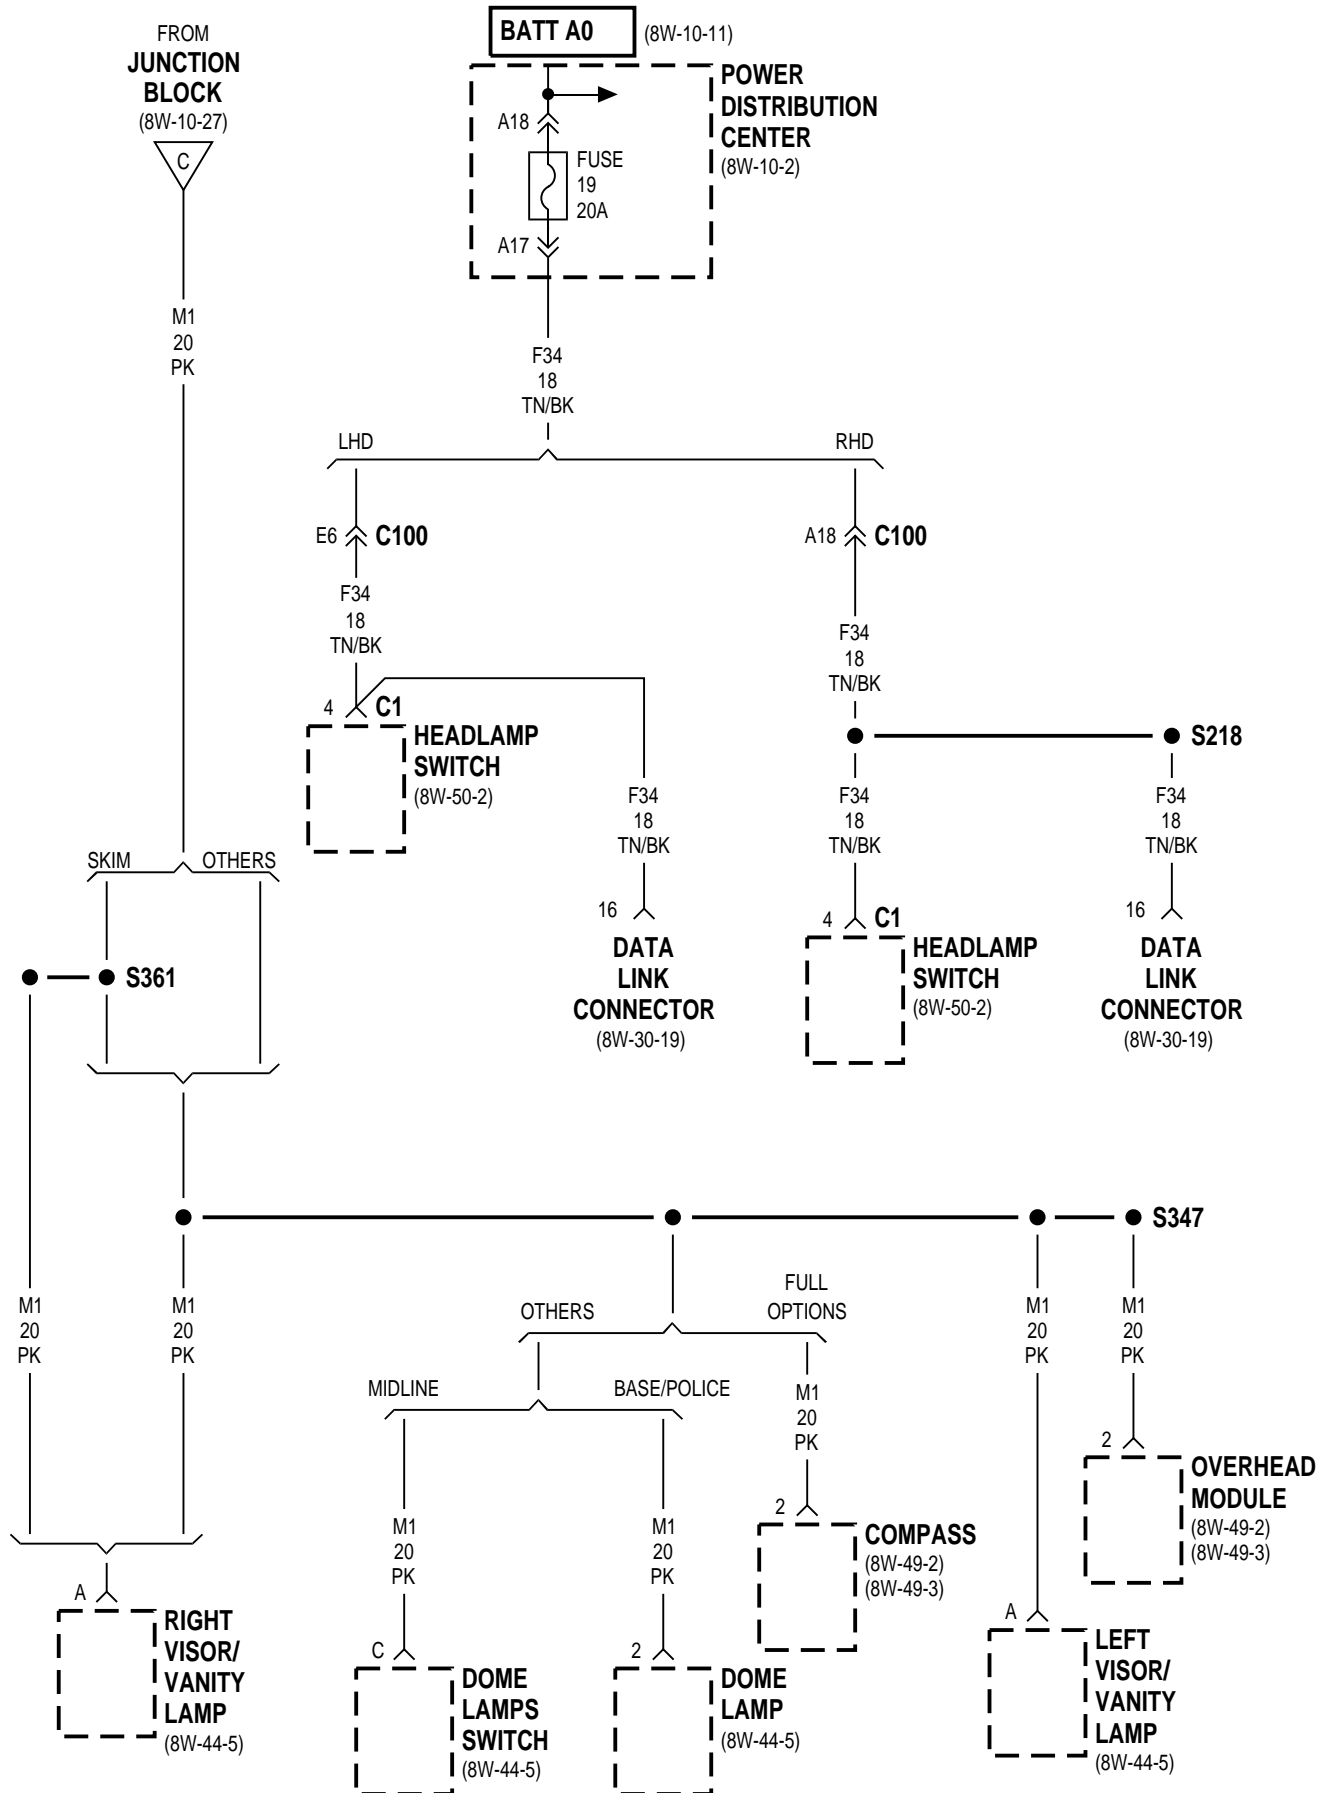 FROM
JUNCTION
BLOCK
(8W-10-27)
C
BATT A0
(8W-10-11)
POWER
DISTRIBUTION
CENTER
(8W-10-2)
A18
FUSE
19
20A
A17
M1
20
PK
F34
18
TN/BK
LHD
RHD
E6
C100
A18
C100
F34
18
TN/BK
F34
18
TN/BK
4
C1
HEADLAMP
SWITCH
(8W-50-2)
S218
F34
18
TN/BK
F34
18
TN/BK
F34
18
TN/BK
SKIM
OTHERS
16
DATA
LINK
CONNECTOR
(8W-30-19)
4
C1
HEADLAMP
SWITCH
(8W-50-2)
16
DATA
LINK
CONNECTOR
(8W-30-19)
S361
S347
M1
20
PK
M1
20
PK
OTHERS
FULL
OPTIONS
M1
20
PK
M1
20
PK
MIDLINE
BASE/POLICE
M1
20
PK
2
OVERHEAD
MODULE
(8W-49-2)
(8W-49-3)
2
COMPASS
(8W-49-2)
(8W-49-3)
M1
20
PK
M1
20
PK
A
RIGHT
VISOR/
VANITY
LAMP
(8W-44-5)
C
DOME
LAMPS
SWITCH
(8W-44-5)
2
DOME
LAMP
(8W-44-5)
A
LEFT
VISOR/
VANITY
LAMP
(8W-44-5)